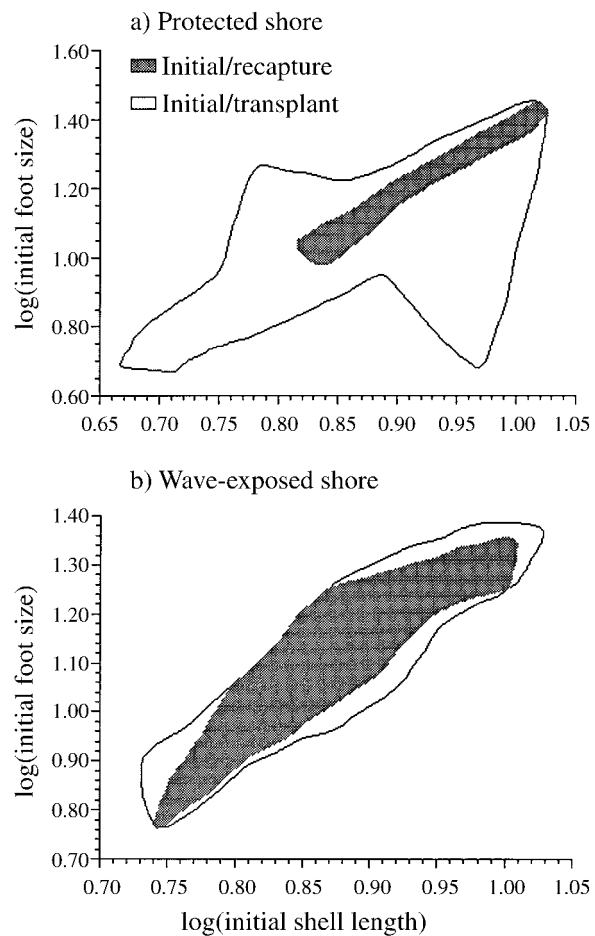 a) Protected shore
Initial/recapture
Initial/transplant
log(initial foot size)
1.60
1.40
1.20
1.00
0.80
0.60
0.65 0.70 0.75 0.80 0.85 0.90 0.95 1.00 1.05
b) Wave-exposed shore
log(initial foot size)
1.40
1.30
1.20
1.10
1.00
0.90
0.80
0.70
0.70 0.75 0.80 0.85 0.90 0.95 1.00 1.05
log(initial shell length)